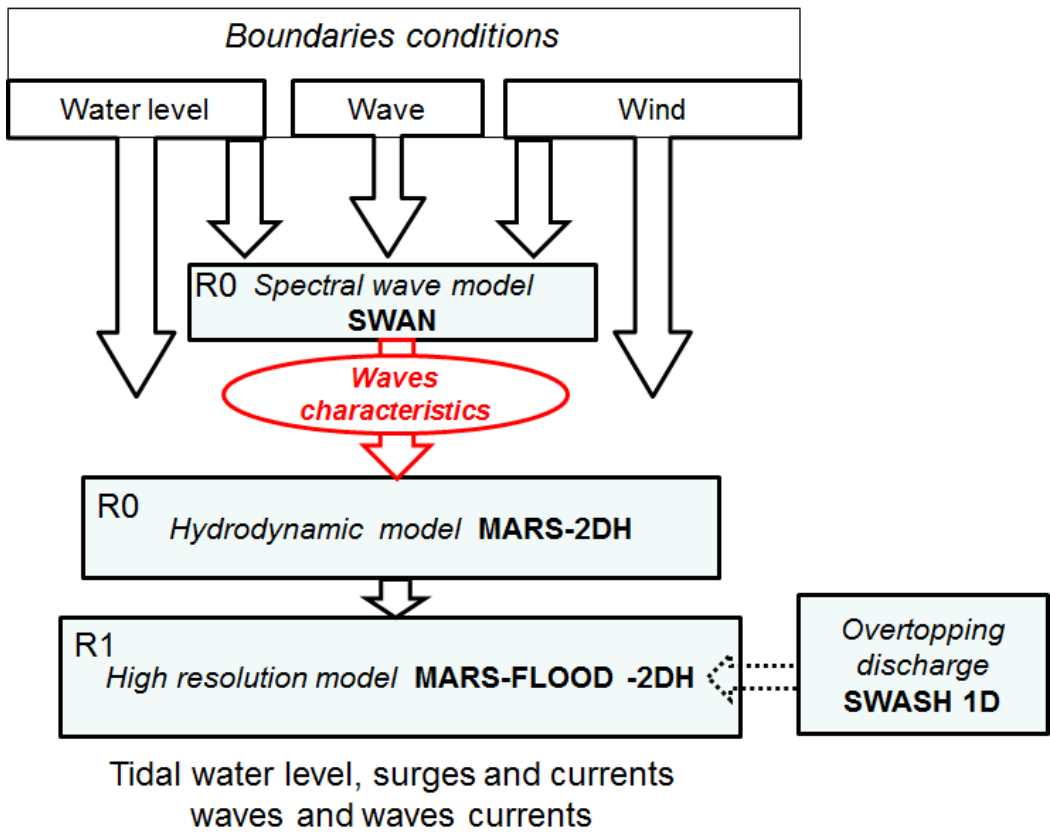 Boundaries conditions
Water level
Wave
Wind
R0 Spectral wave model
SWAN
Waves
characteristics
R0
Hydrodynamic model MARS-2DH
R1
High resolution model MARS-FLOOD -2DH
Overtopping
discharge
SWASH 1D
Tidal water level, surges and currents
waves and waves currents